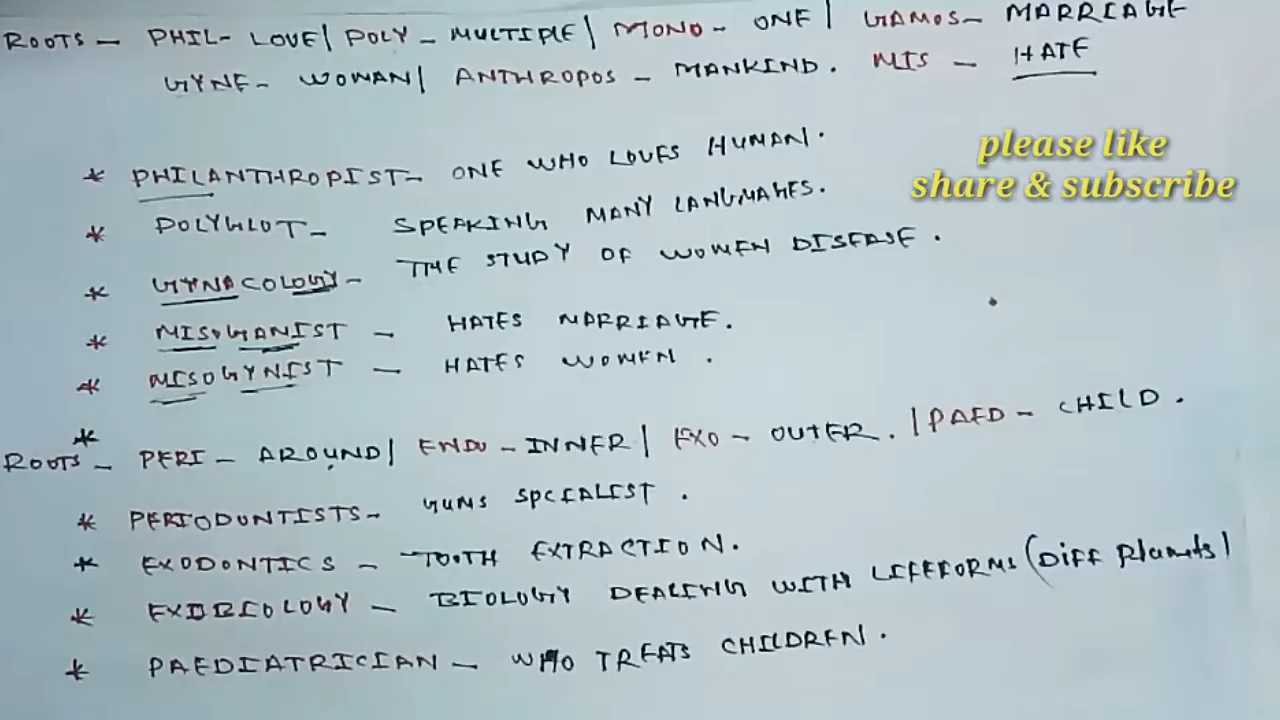 ROOTS - PHIL - LOVE | POLY - MULTIPLE | MONO - ONE | GAMOS - MARRIAGE
GYNE - WOMAN | ANTHROPOS - MANKIND. MIS - HATE
please like
share & subscribe
* PHILANTHROPIST - ONE WHO LOVES HUMAN.
* POLYGLOT - SPEAKING MANY LANGUAGES.
* GYNACOLOGY - THE STUDY OF WOMEN DISEASE.
* MISOGAMIST - HATES MARRIAGE.
* MISOGYNIST - HATES WOMEN.
*
ROOTS - PERI - AROUND | ENDO - INNER | EXO - OUTER. | PAED - CHILD.
* PERIODONTISTS - GUMS SPCIALIST.
* EXODONTICS - TOOTH EXTRACTION.
* EXOBIOLOGY - BIOLOGY DEALING WITH LIFEFORMS (Diff Planets)
* PAEDIATRICIAN - WHO TREATS CHILDREN.